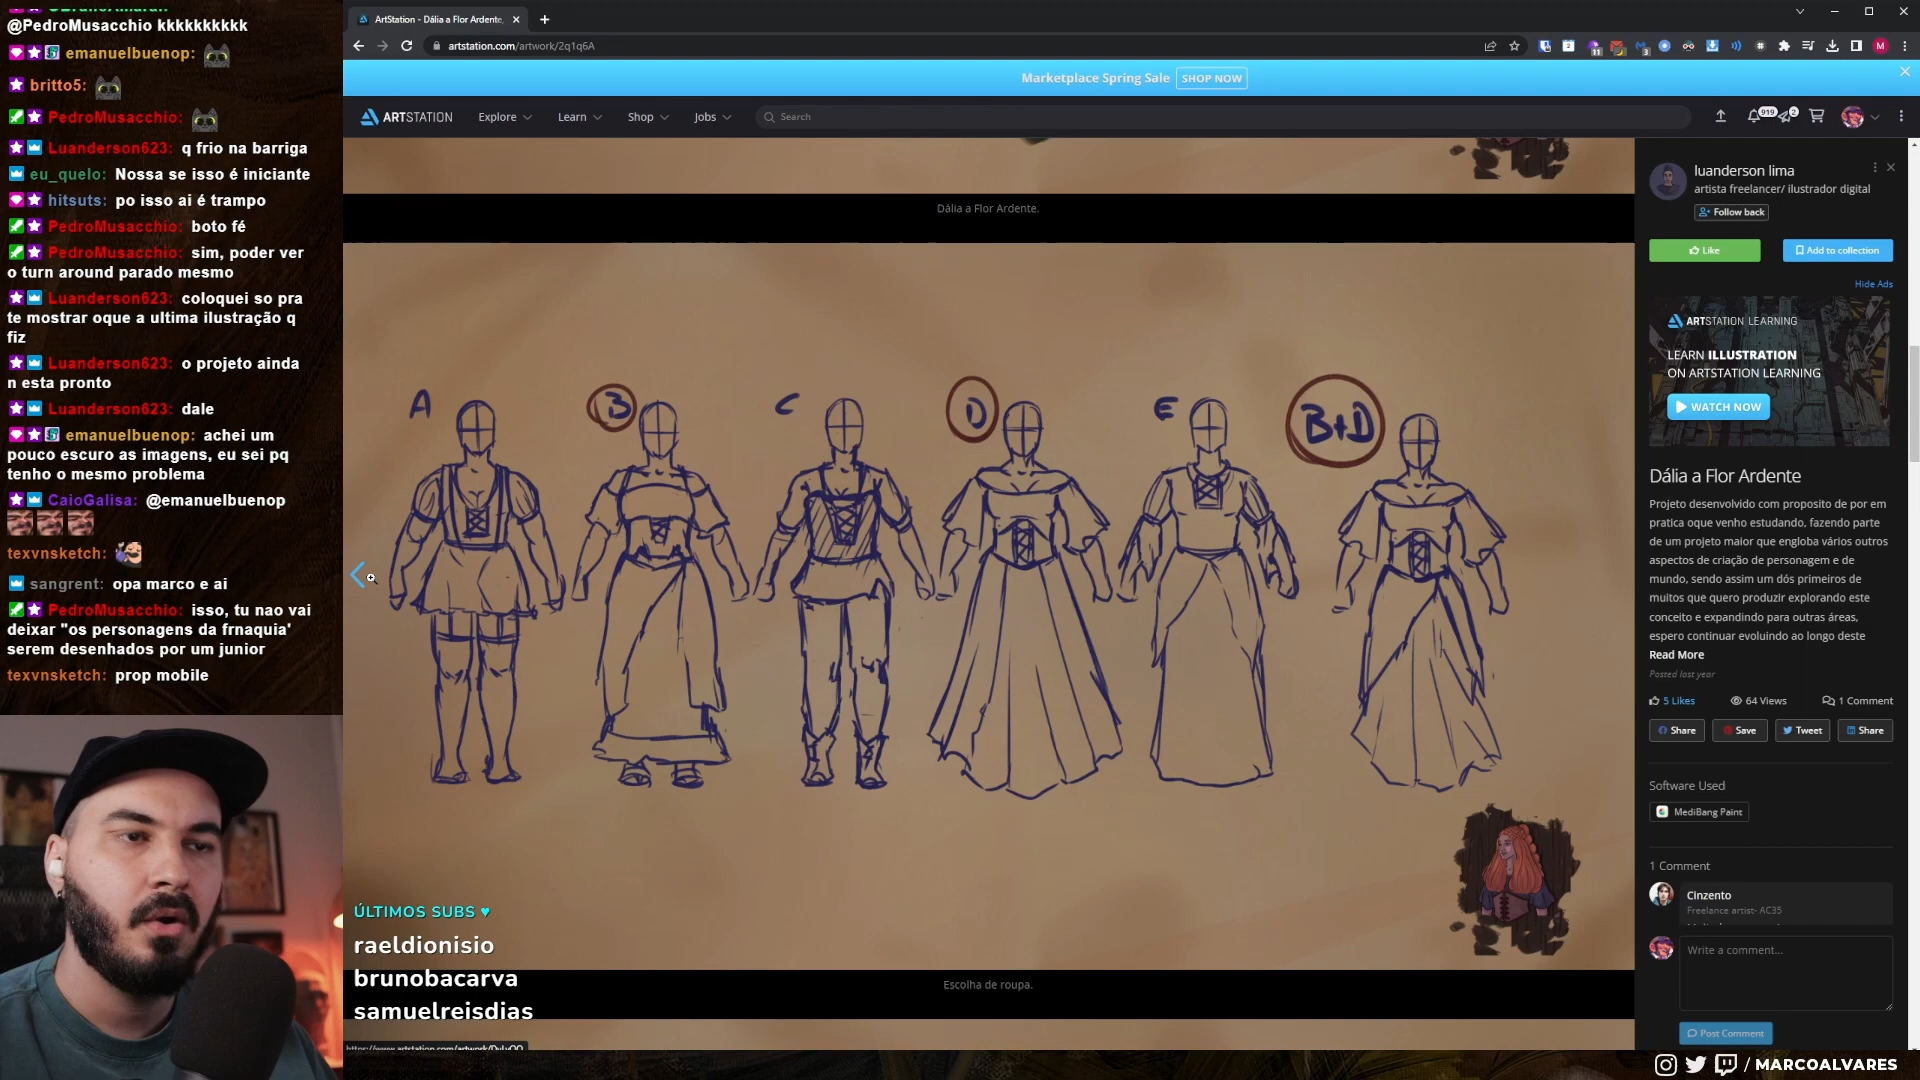 @PedroMusacchio kkkkkkkkkk
emanuelbuenop:
britto5:
PedroMusacchio:
Luanderson623: q frio na barriga
eu_quelo: Nossa se isso é iniciante
hitsuts: po isso ai é trampo
PedroMusacchio: boto fé
PedroMusacchio: sim, poder ver
o turn around parado mesmo
Luanderson623: coloquei so pra
te mostrar oque a ultima ilustração q
fiz
Luanderson623: o projeto ainda
n esta pronto
Luanderson623: dale
emanuelbuenop: achei um
pouco escuro as imagens, eu sei pq
tenho o mesmo problema
CaioGalisa: @emanuelbuenop
texvnsketch:
sangrent: opa marco e ai
PedroMusacchio: isso, tu nao vai
deixar "os personagens da frnaquia'
serem desenhados por um junior
texvnsketch: prop mobile
ArtStation - Dália a Flor Ardente,
artstation.com/artwork/2q1q6A
11
3
M
Marketplace Spring Sale SHOP NOW
ARTSTATION Explore Learn Shop Jobs Search 919 2
Dália a Flor Ardente.
A B C D E B+D
Escolha de roupa.
ÚLTIMOS SUBS ♥
raeldionisio
brunobacarva
samuelreisdias
luanderson lima
artista freelancer/ ilustrador digital
Follow back
Like Add to collection
Hide Ads
ARTSTATION LEARNING
LEARN ILLUSTRATION
ON ARTSTATION LEARNING
WATCH NOW
Dália a Flor Ardente
Projeto desenvolvido com proposito de por em
pratica oque venho estudando, fazendo parte
de um projeto maior que engloba vários outros
aspectos de criação de personagem e de
mundo, sendo assim um dós primeiros de
muitos que quero produzir explorando este
conceito e expandindo para outras áreas,
espero continuar evoluindo ao longo deste
Read More
Posted last year
5 Likes 64 Views 1 Comment
Share Save Tweet Share
Software Used
MediBang Paint
1 Comment
Cinzento
Freelance artist- AC35
Write a comment...
Post Comment
/ MARCOALVARES